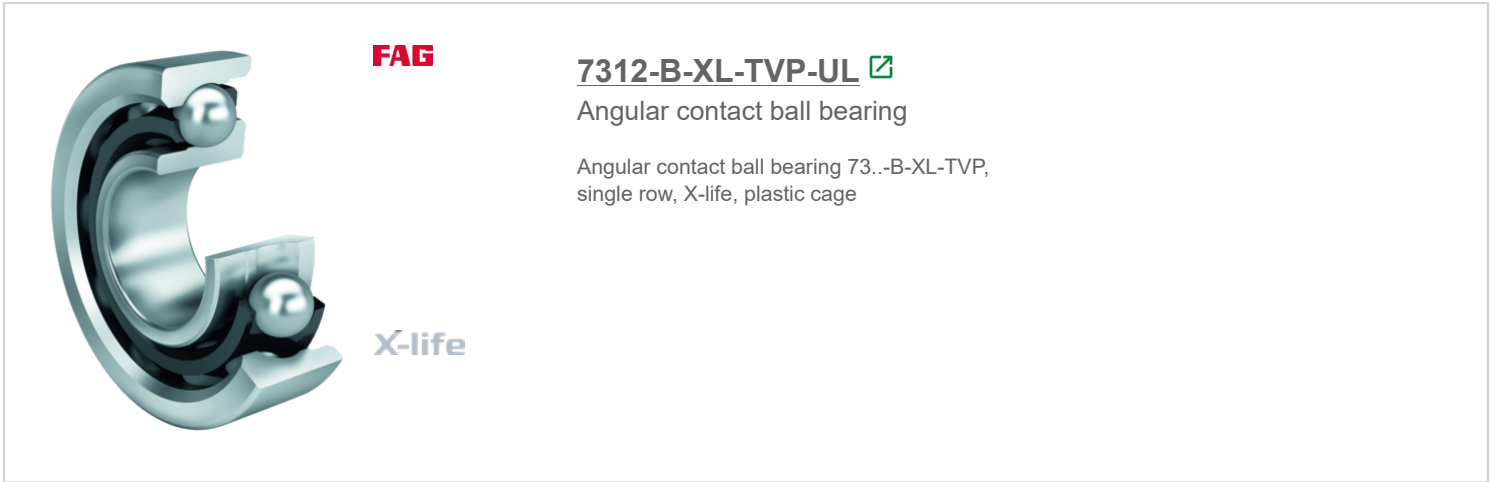 FAG
7312-B-XL-TVP-UL
Angular contact ball bearing
Angular contact ball bearing 73..-B-XL-TVP,
single row, X-life, plastic cage
X-life